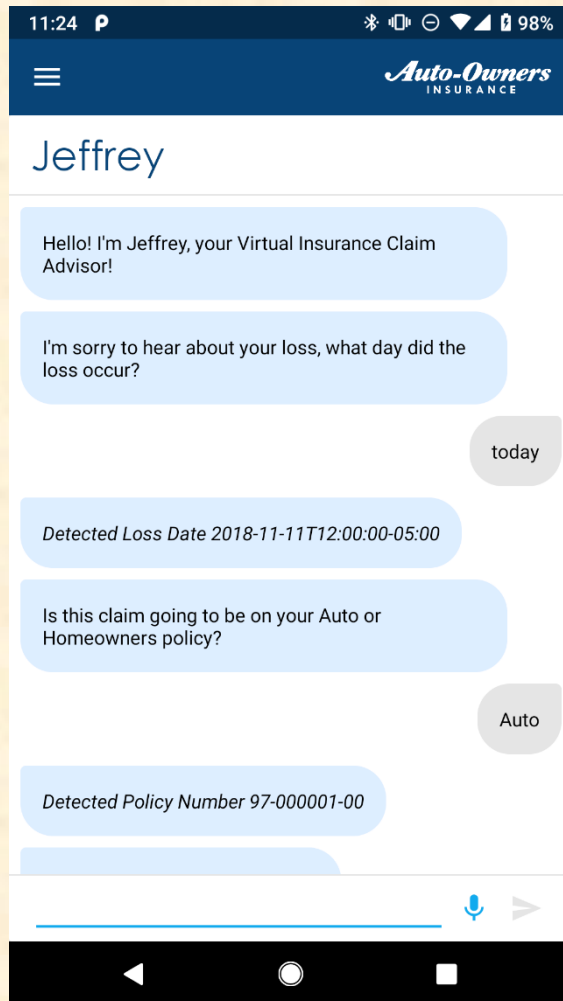 11:24 98%
Auto-Owners
INSURANCE
Jeffrey
Hello! I'm Jeffrey, your Virtual Insurance Claim
Advisor!
I'm sorry to hear about your loss, what day did the
loss occur?
today
Detected Loss Date 2018-11-11T12:00:00-05:00
Is this claim going to be on your Auto or
Homeowners policy?
Auto
Detected Policy Number 97-000001-00